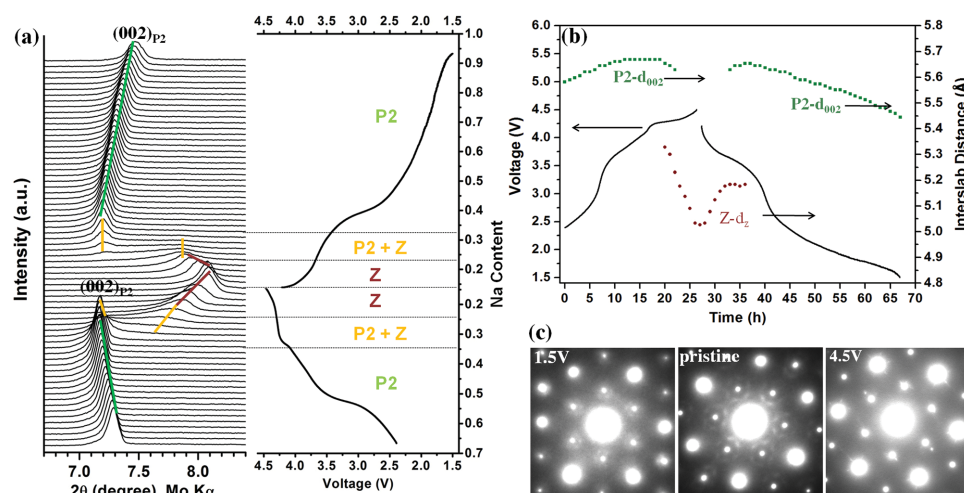 (a)
(002)P2
(002)P2
Intensity (a.u.)
7.0 7.5 8.0
2θ (degree), Mo Kα
4.5 4.0 3.5 3.0 2.5 2.0 1.5
P2
P2 + Z
Z
Z
P2 + Z
P2
1.0
0.9
0.8
0.7
0.6
0.5
0.4
0.3
0.2
0.2
0.3
0.4
0.5
0.6
0.7
Na Content
4.5 4.0 3.5 3.0 2.5 2.0 1.5
Voltage (V)
(b)
6.0
5.5
5.0
4.5
4.0
3.5
3.0
2.5
2.0
1.5
Voltage (V)
P2-d002
P2-d002
Z-dz
5.8
5.7
5.6
5.5
5.4
5.3
5.2
5.1
5.0
4.9
4.8
Interslab Distance (Å)
0 5 10 15 20 25 30 35 40 45 50 55 60 65 70
Time (h)
(c)
1.5V
pristine
4.5V